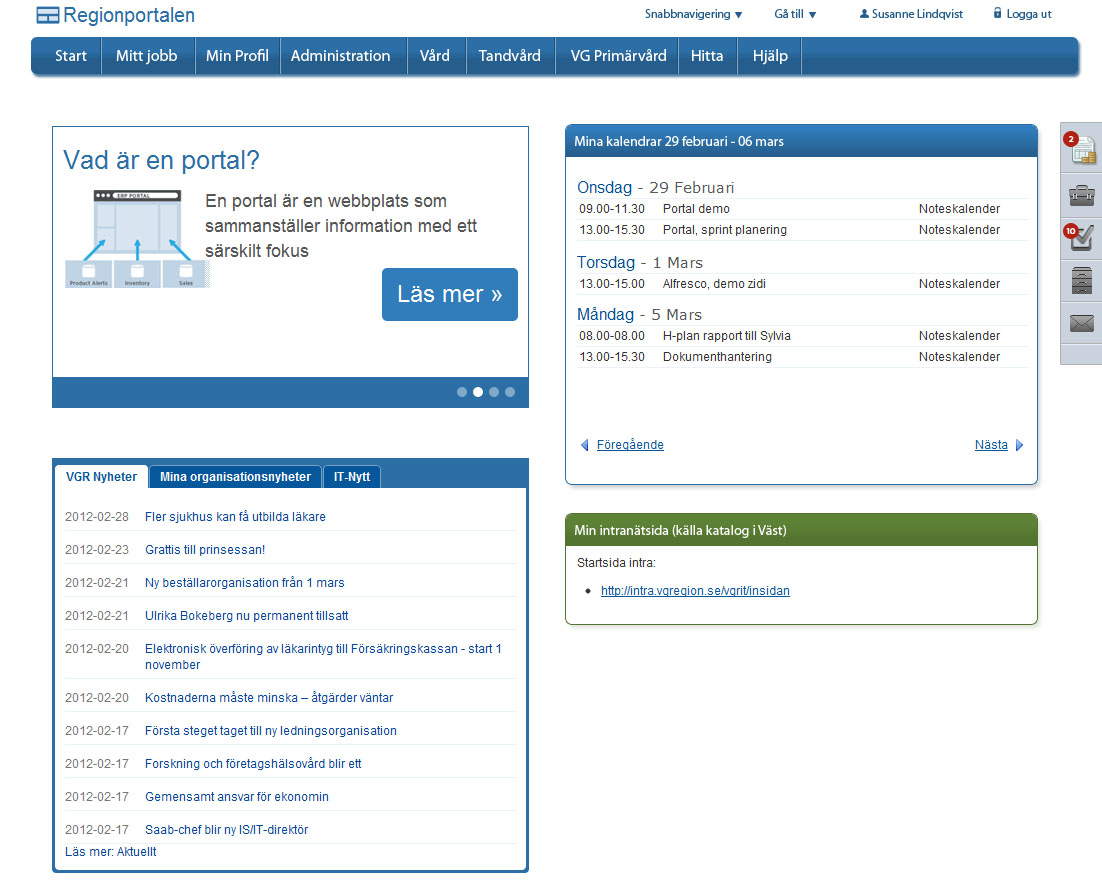 Regionportalen
Snabbnavigering
Gå till
Susanne Lindqvist
Logga ut
Start
Mitt jobb
Min Profil
Administration
Vård
Tandvård
VG Primärvård
Hitta
Hjälp
Vad är en portal?
ERP PORTAL
Product Alerts
Inventory
Sales
En portal är en webbplats som
sammanställer information med ett
särskilt fokus
Läs mer »
VGR Nyheter
Mina organisationsnyheter
IT-Nytt
2012-02-28 Fler sjukhus kan få utbilda läkare
2012-02-23 Grattis till prinsessan!
2012-02-21 Ny beställarorganisation från 1 mars
2012-02-21 Ulrika Bokeberg nu permanent tillsatt
2012-02-20 Elektronisk överföring av läkarintyg till Försäkringskassan - start 1
november
2012-02-20 Kostnaderna måste minska – åtgärder väntar
2012-02-17 Första steget taget till ny ledningsorganisation
2012-02-17 Forskning och företagshälsovård blir ett
2012-02-17 Gemensamt ansvar för ekonomin
2012-02-17 Saab-chef blir ny IS/IT-direktör
Läs mer: Aktuellt
Mina kalendrar 29 februari - 06 mars
Onsdag - 29 Februari
09.00-11.30 Portal demo Noteskalender
13.00-15.30 Portal, sprint planering Noteskalender
Torsdag - 1 Mars
13.00-15.00 Alfresco, demo zidi Noteskalender
Måndag - 5 Mars
08.00-08.00 H-plan rapport till Sylvia Noteskalender
13.00-15.30 Dokumenthantering Noteskalender
Föregående
Nästa
Min intranätsida (källa katalog i Väst)
Startsida intra:
http://intra.vgregion.se/vgrit/insidan
2
10